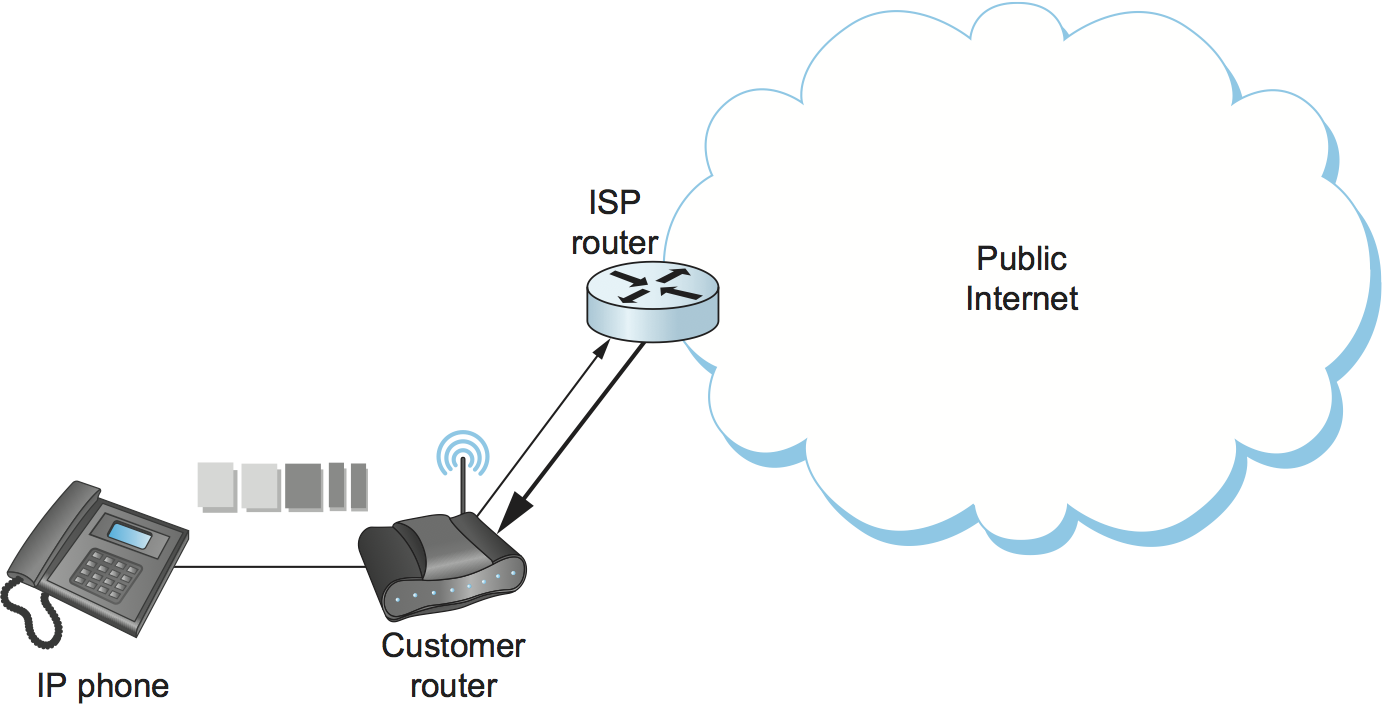 ISP
router
Public
Internet
Customer
router
IP phone